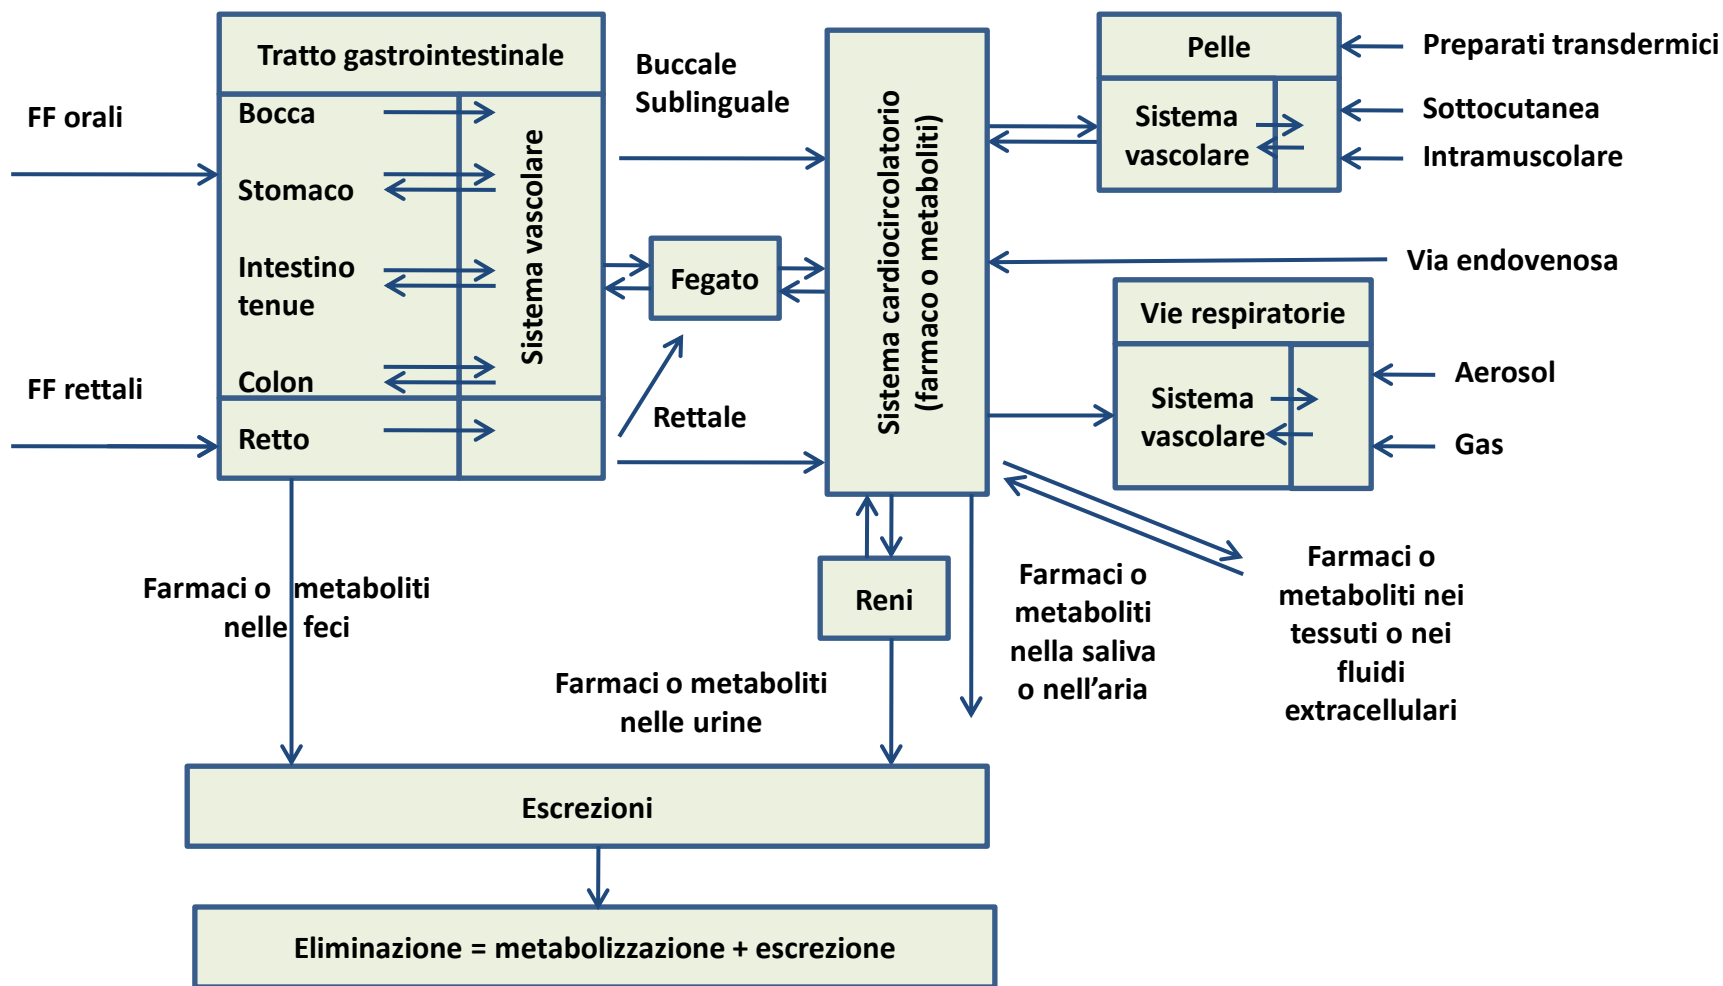 Tratto gastrointestinale
FF orali
Bocca
Stomaco
Intestino
tenue
Colon
FF rettali
Retto
Sistema vascolare
Buccale
Sublinguale
Fegato
Rettale
Sistema cardiocircolatorio
(farmaco o metaboliti)
Pelle
Sistema
vascolare
Preparati transdermici
Sottocutanea
Intramuscolare
Via endovenosa
Vie respiratorie
Sistema
vascolare
Aerosol
Gas
Farmaci o metaboliti
nelle feci
Reni
Farmaci o metaboliti
nelle urine
Farmaci o
metaboliti
nella saliva
o nell’aria
Farmaci o
metaboliti nei
tessuti o nei
fluidi
extracellulari
Escrezioni
Eliminazione = metabolizzazione + escrezione